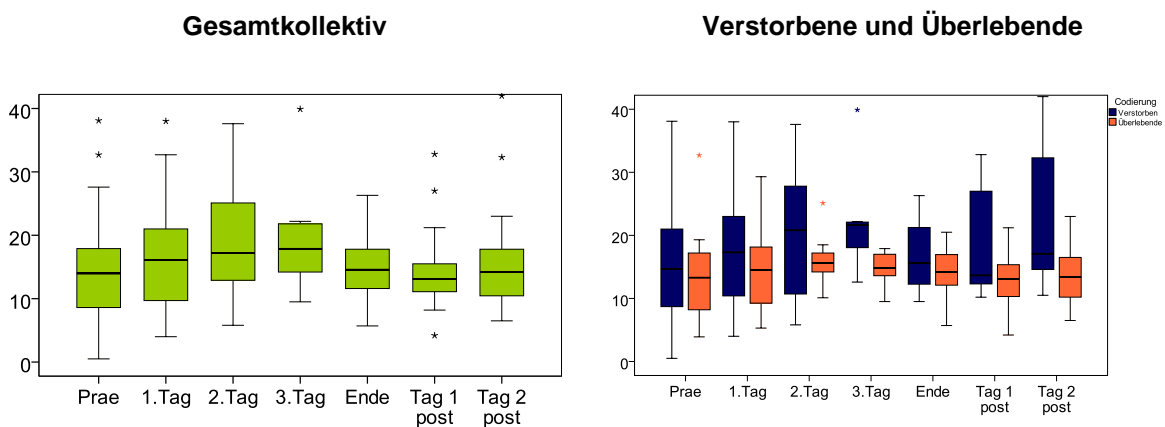 Gesamtkollektiv
40
30
20
10
0
Prae 1.Tag 2.Tag 3.Tag Ende Tag 1 Tag 2
post post
Verstorbene und Überlebende
Codierung
Verstorben
Überlebende
40
30
20
10
0
Prae 1.Tag 2.Tag 3.Tag Ende Tag 1 Tag 2
post post